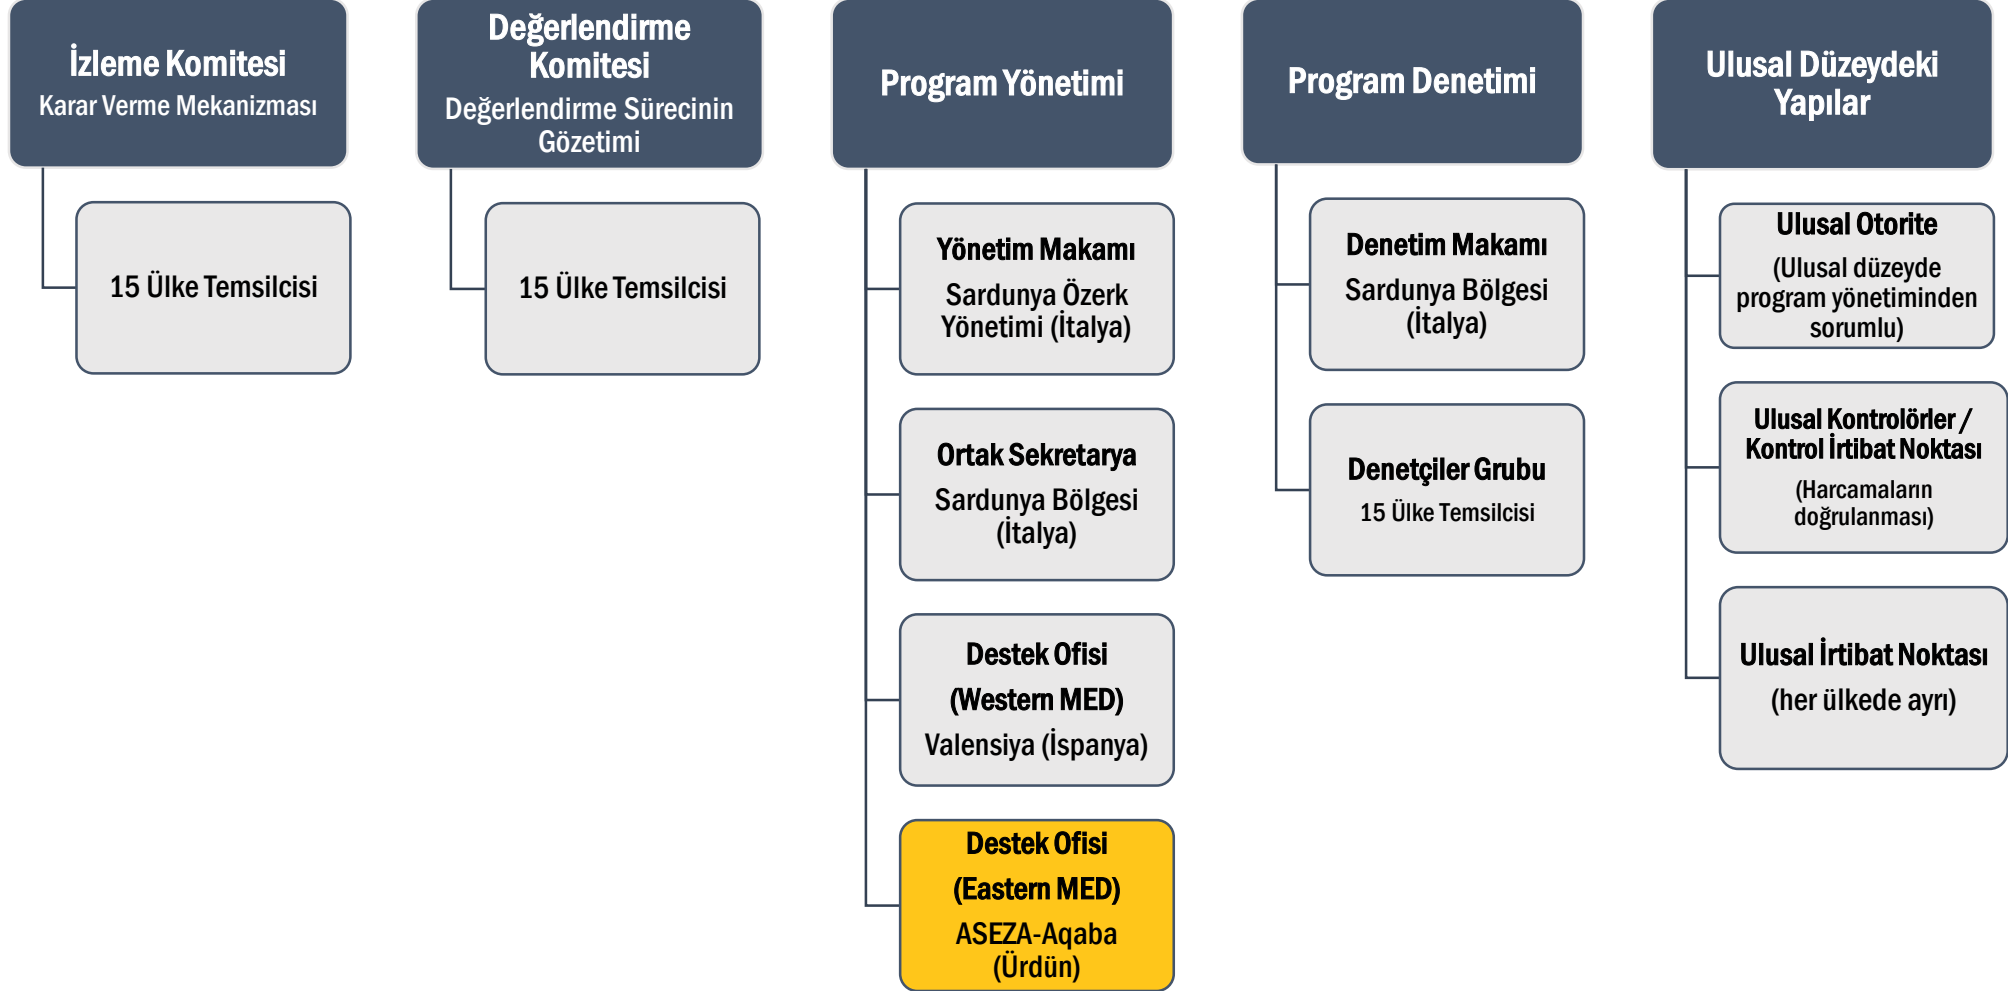 İzleme Komitesi
Karar Verme Mekanizması
15 Ülke Temsilcisi
Değerlendirme
Komitesi
Değerlendirme Sürecinin
Gözetimi
15 Ülke Temsilcisi
Program Yönetimi
Yönetim Makamı
Sardunya Özerk
Yönetimi (İtalya)
Ortak Sekretarya
Sardunya Bölgesi
(İtalya)
Destek Ofisi
(Western MED)
Valensiya (İspanya)
Destek Ofisi
(Eastern MED)
ASEZA-Aqaba
(Ürdün)
Program Denetimi
Denetim Makamı
Sardunya Bölgesi
(İtalya)
Denetçiler Grubu
15 Ülke Temsilcisi
Ulusal Düzeydeki
Yapılar
Ulusal Otorite
(Ulusal düzeyde
program yönetiminden
sorumlu)
Ulusal Kontrolörler /
Kontrol İrtibat Noktası
(Harcamaların
doğrulanması)
Ulusal İrtibat Noktası
(her ülkede ayrı)